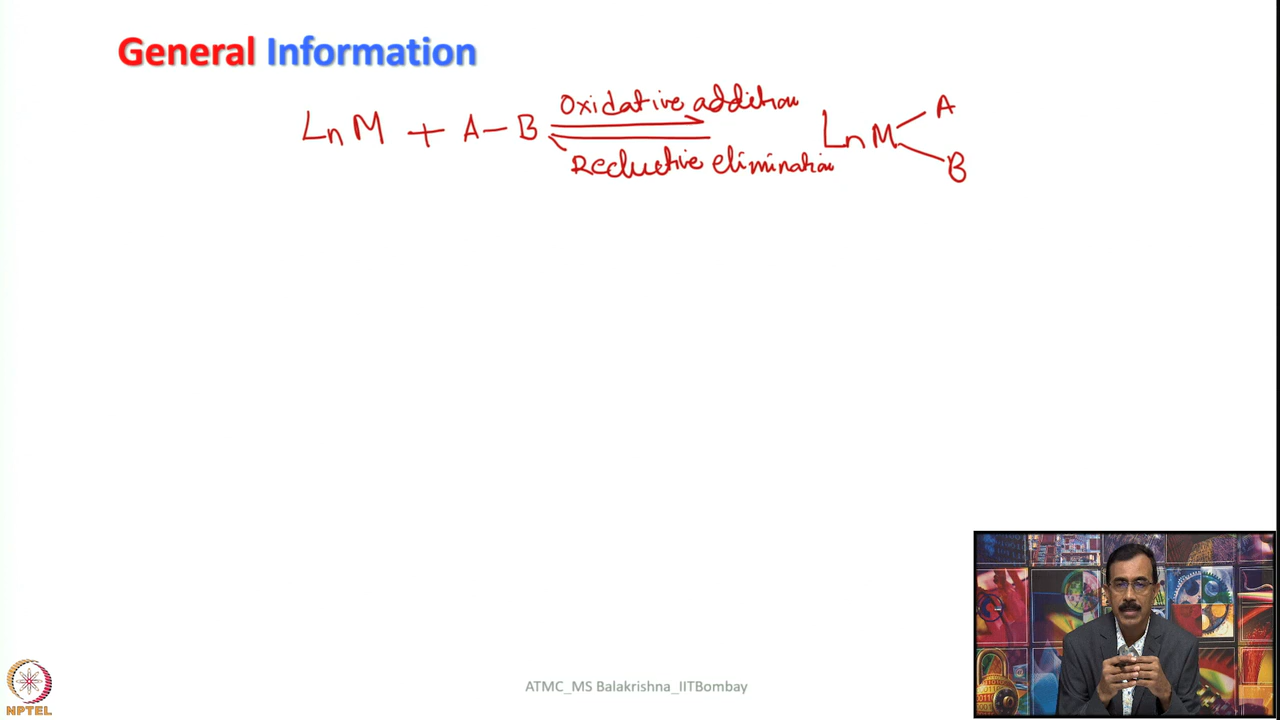 General Information
Oxidative addition
LnM + A-B ⇌ LnM A B
Reductive elimination
NPTEL
ATMC_MS Balakrishna_IITBombay